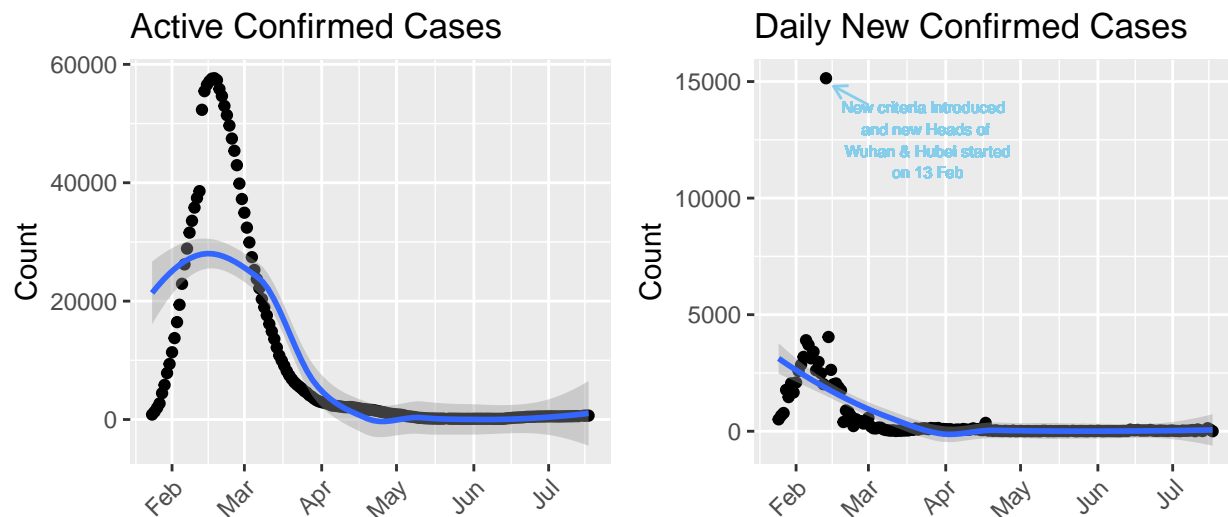 Active Confirmed Cases
Count
60000
40000
20000
0
Feb
Mar
Apr
May
Jun
Jul
Daily New Confirmed Cases
Count
15000
10000
5000
0
New criteria introduced
and new Heads of
Wuhan & Hubei started
on 13 Feb
Feb
Mar
Apr
May
Jun
Jul